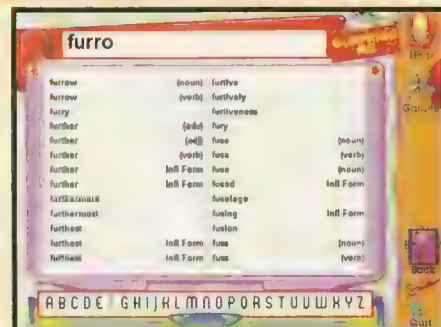 furro
Help
furrow (noun) furtive
furrow (verb) furtively
furry furtiveness
further (adv) fury
further (adj) fuse (noun)
further (verb) fuse (verb)
further Infl Form fuse (noun)
further Infl Form fused Infl Form
furthermore fuselage
furthermost fusing Infl Form
furthest fusion
furthest Infl Form fuss (noun)
furthest Infl Form fuss (verb)
Back
ABCDE GHIJKLMNOPQRSTUVWXYZ
Quit